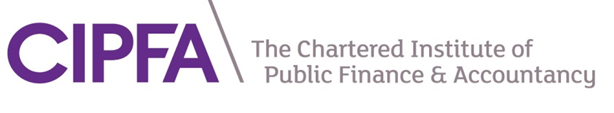 CIPFA
The Chartered Institute of
Public Finance & Accountancy